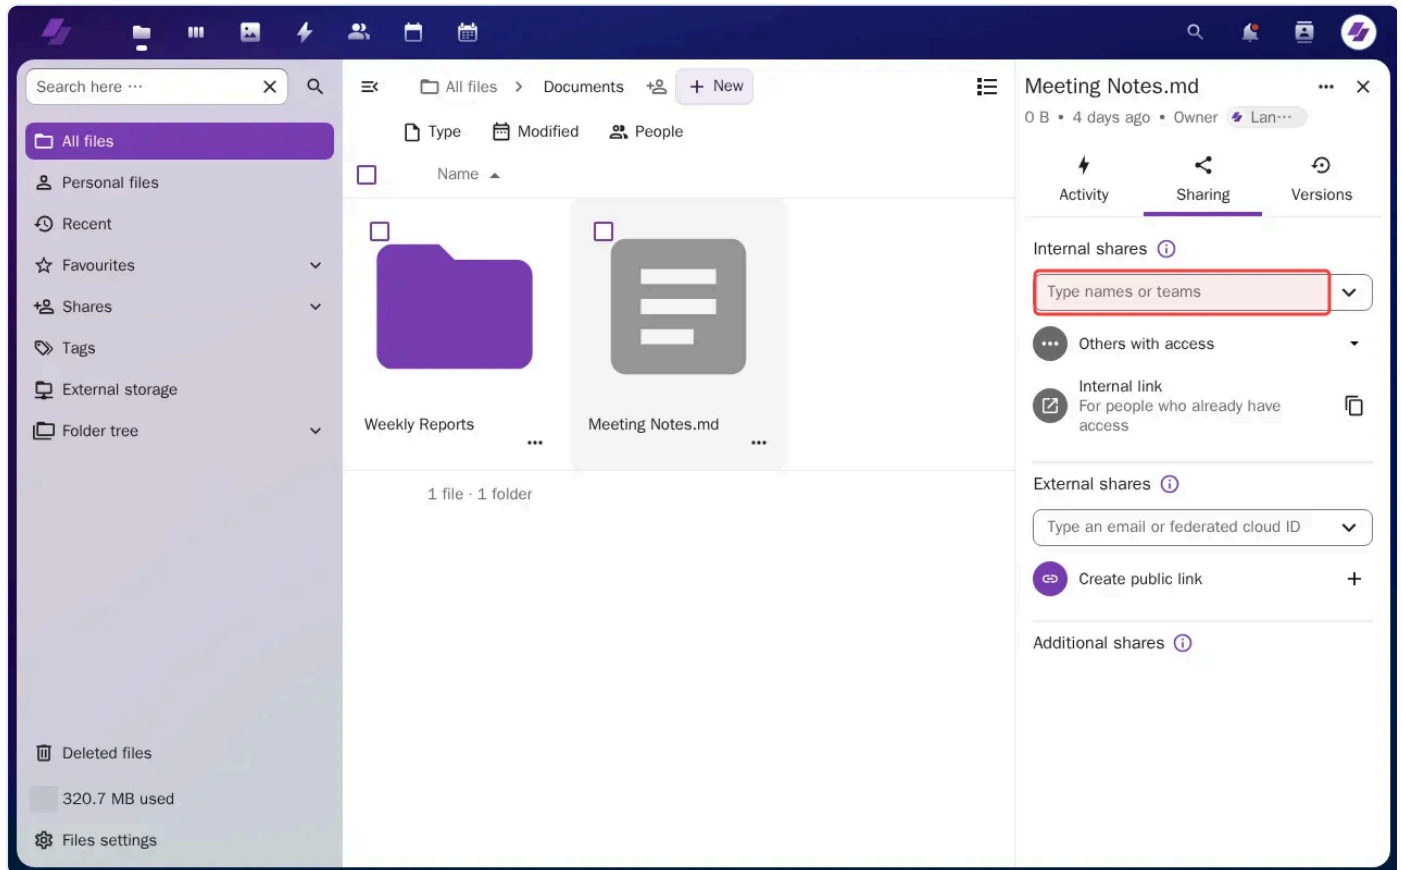 Search here ···
All files
Personal files
Recent
Favourites
Shares
Tags
External storage
Folder tree
Deleted files
320.7 MB used
Files settings
All files > Documents + New
Type Modified People
Name
Weekly Reports
Meeting Notes.md
1 file · 1 folder
Meeting Notes.md
0 B • 4 days ago • Owner Lan···
Activity Sharing Versions
Internal shares
Type names or teams
Others with access
Internal link
For people who already have
access
External shares
Type an email or federated cloud ID
Create public link
Additional shares